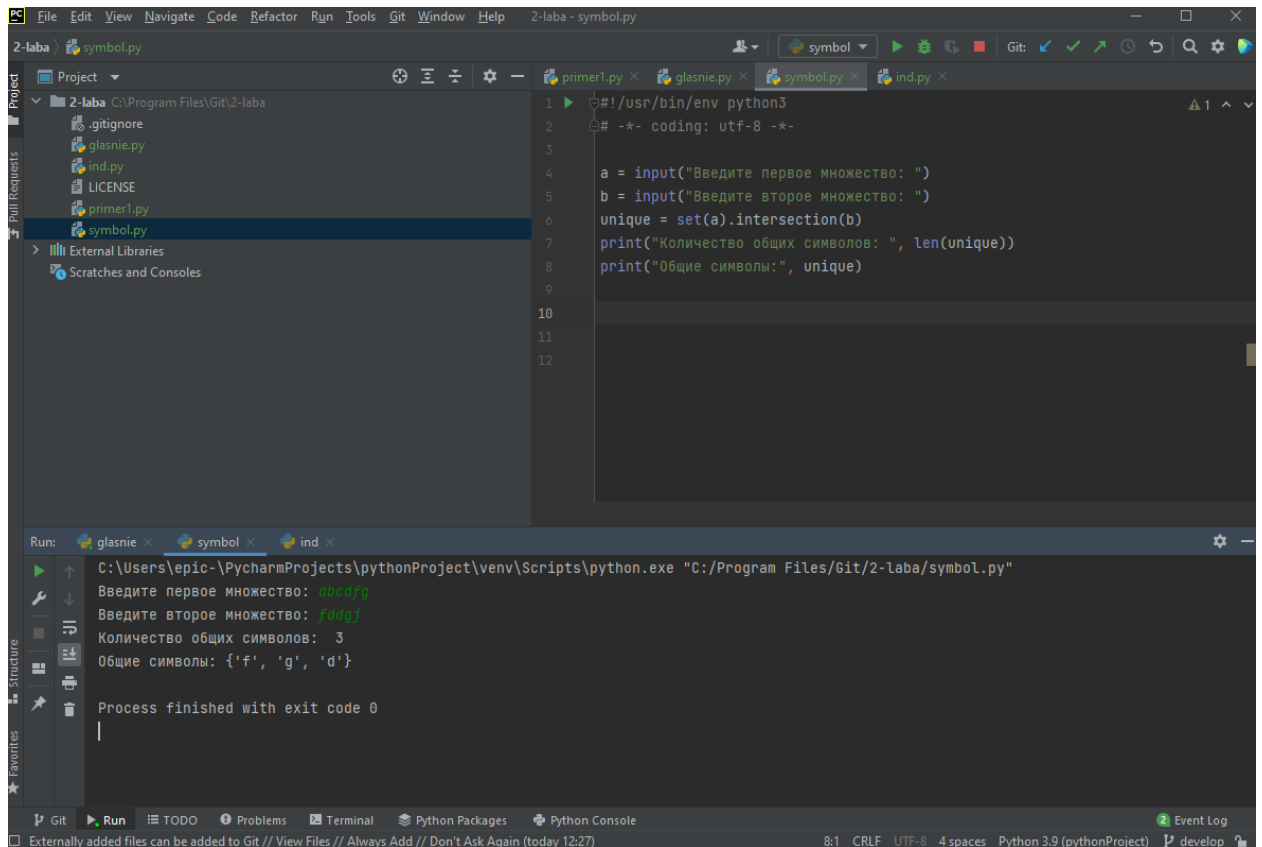 PC File Edit View Navigate Code Refactor Run Tools Git Window Help 2-laba - symbol.py
2-laba symbol.py symbol Git:
Project
Project
2-laba C:\Program Files\Git\2-laba
.gitignore
glasnie.py
ind.py
LICENSE
primer1.py
symbol.py
External Libraries
Scratches and Consoles
Pull Requests
primer1.py glasnie.py symbol.py ind.py
1 #!/usr/bin/env python3
1
2 # -*- coding: utf-8 -*-
3
4 a = input("Введите первое множество: ")
5 b = input("Введите второе множество: ")
6 unique = set(a).intersection(b)
7 print("Количество общих символов: ", len(unique))
8 print("Общие символы:", unique)
9
10
11
12
Run: glasnie symbol ind
C:\Users\epic-\PycharmProjects\pythonProject\venv\Scripts\python.exe "C:/Program Files/Git/2-laba/symbol.py"
Введите первое множество: abcdfg
Введите второе множество: fddgj
Количество общих символов:  3
Общие символы: {'f', 'g', 'd'}
Process finished with exit code 0
Structure
Favorites
Git Run TODO Problems Terminal Python Packages Python Console 2 Event Log
Externally added files can be added to Git // View Files // Always Add // Don't Ask Again (today 12:27) 8:1 CRLF UTF-8 4 spaces Python 3.9 (pythonProject) develop